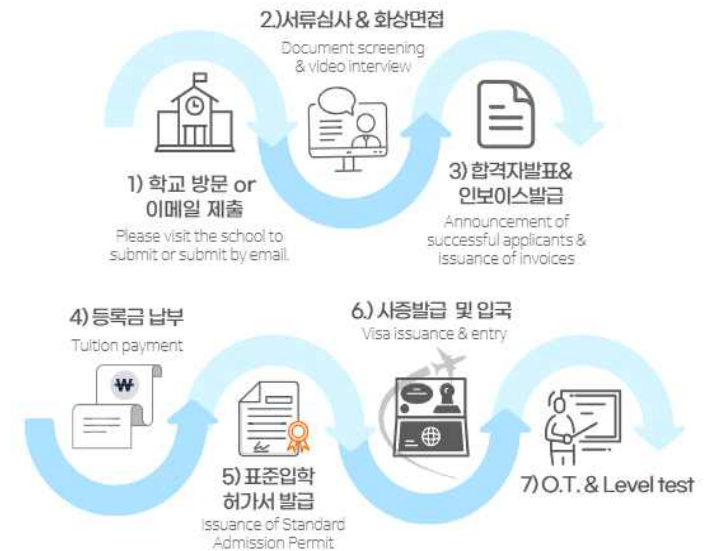 1) 학교 방문 or
이메일 제출
Please visit the school to
submit or submit by email.
2.)서류심사 & 화상면접
Document screening
& video interview
3) 합격자발표&
인보이스발급
Announcement of
successful applicants &
issuance of invoices
4) 등록금 납부
Tuition payment
₩
5) 표준입학
허가서 발급
Issuance of Standard
Admission Permit
6.) 사증발급 및 입국
Visa issuance & entry
7) O.T. & Level test